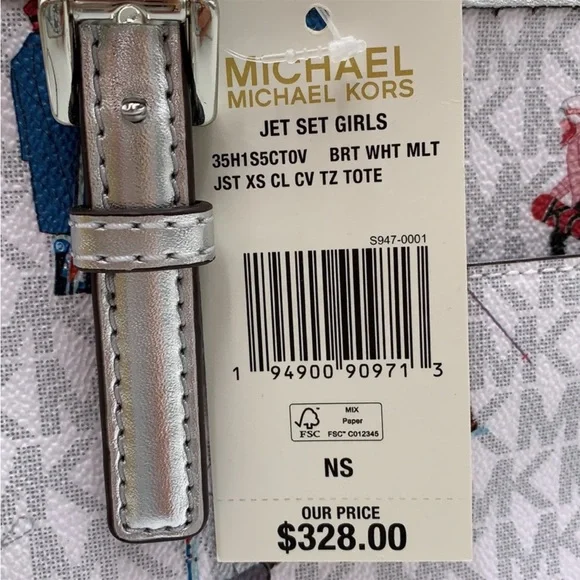 MICHAEL
MICHAEL KORS
JET SET GIRLS
35H1S5CT0V BRT WHT MLT
JST XS CL CV TZ TOTE
S947-0001
1 94900 90971 3
FSC
MIX
Paper
FSC™ C012345
NS
OUR PRICE
$328.00